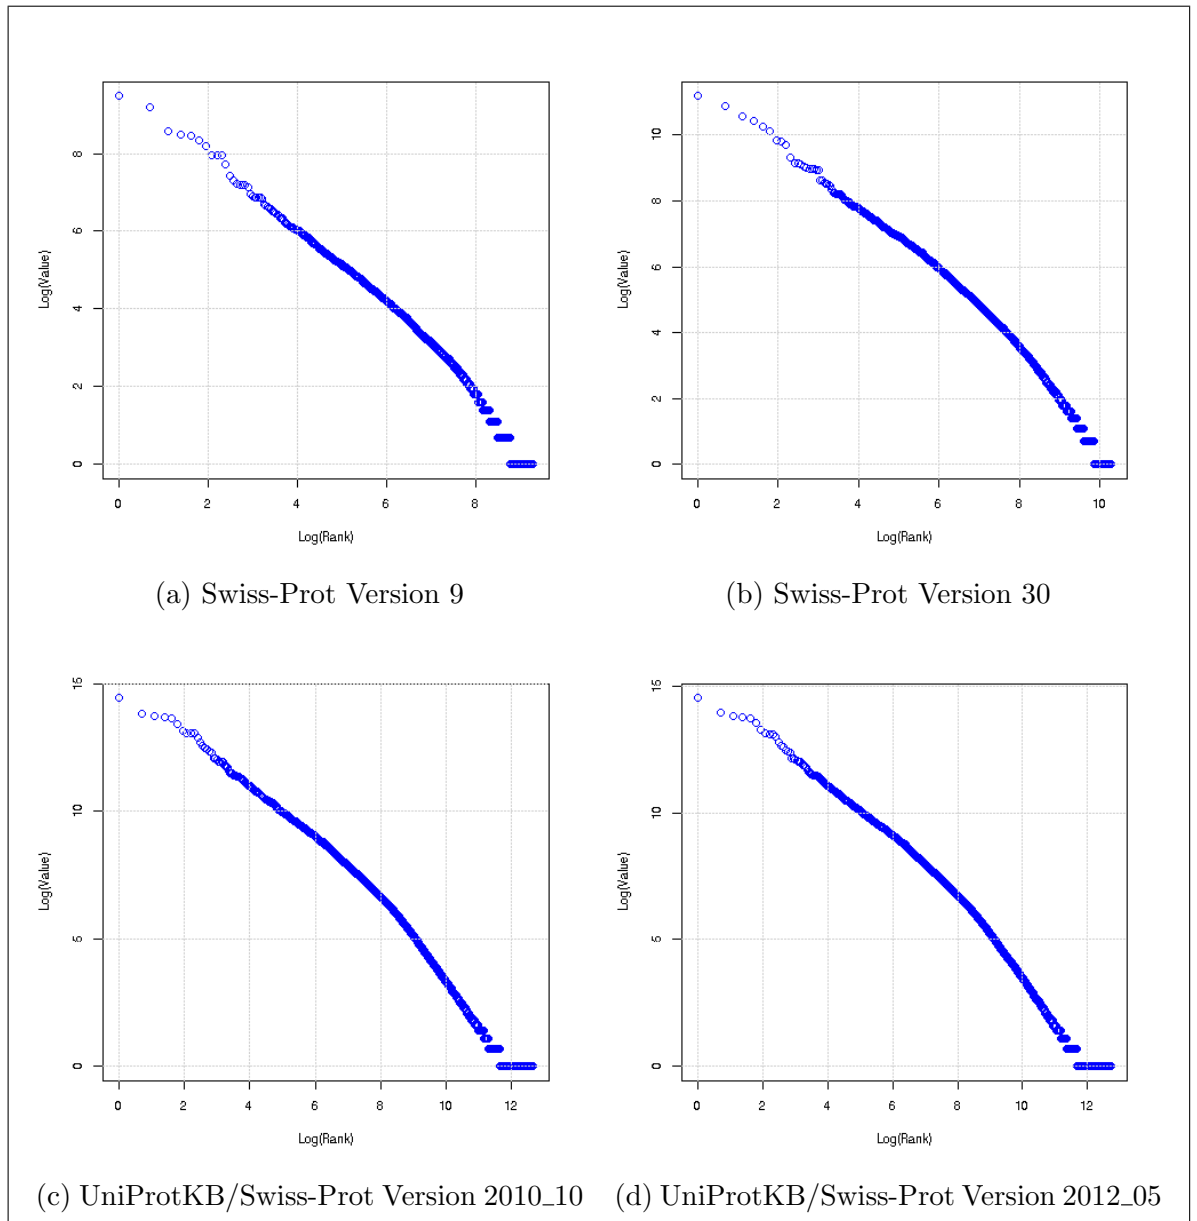 8
6
4
2
0
Log(Value)
0 2 4 6 8
Log(Rank)
(a) Swiss-Prot Version 9
10
8
6
4
2
0
Log(Value)
0 2 4 6 8 10
Log(Rank)
(b) Swiss-Prot Version 30
15
10
5
0
Log(Value)
0 2 4 6 8 10 12
Log(Rank)
(c) UniProtKB/Swiss-Prot Version 2010_10
15
10
5
0
Log(Value)
0 2 4 6 8 10 12
Log(Rank)
(d) UniProtKB/Swiss-Prot Version 2012_05